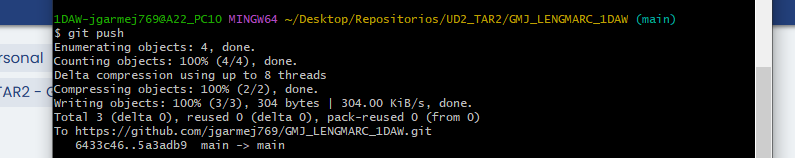 1DAW-jgarmej769@A22_PC10 MINGW64 ~/Desktop/Repositorios/UD2_TAR2/GMJ_LENGMARC_1DAW (main)
$ git push
Enumerating objects: 4, done.
Counting objects: 100% (4/4), done.
rsonal
Delta compression using up to 8 threads
Compressing objects: 100% (2/2), done.
TAR2 -
Writing objects: 100% (3/3), 304 bytes | 304.00 KiB/s, done.
Total 3 (delta 0), reused 0 (delta 0), pack-reused 0 (from 0)
To https://github.com/jgarmej769/GMJ_LENGMARC_1DAW.git
6433c46..5a3adb9  main -> main